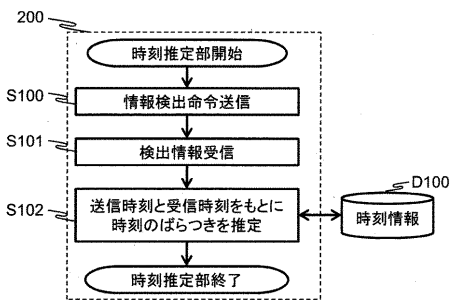 200
時刻推定部開始
S100
情報検出命令送信
S101
検出情報受信
S102
送信時刻と受信時刻をもとに
時刻のばらつきを推定
D100
時刻情報
時刻推定部終了